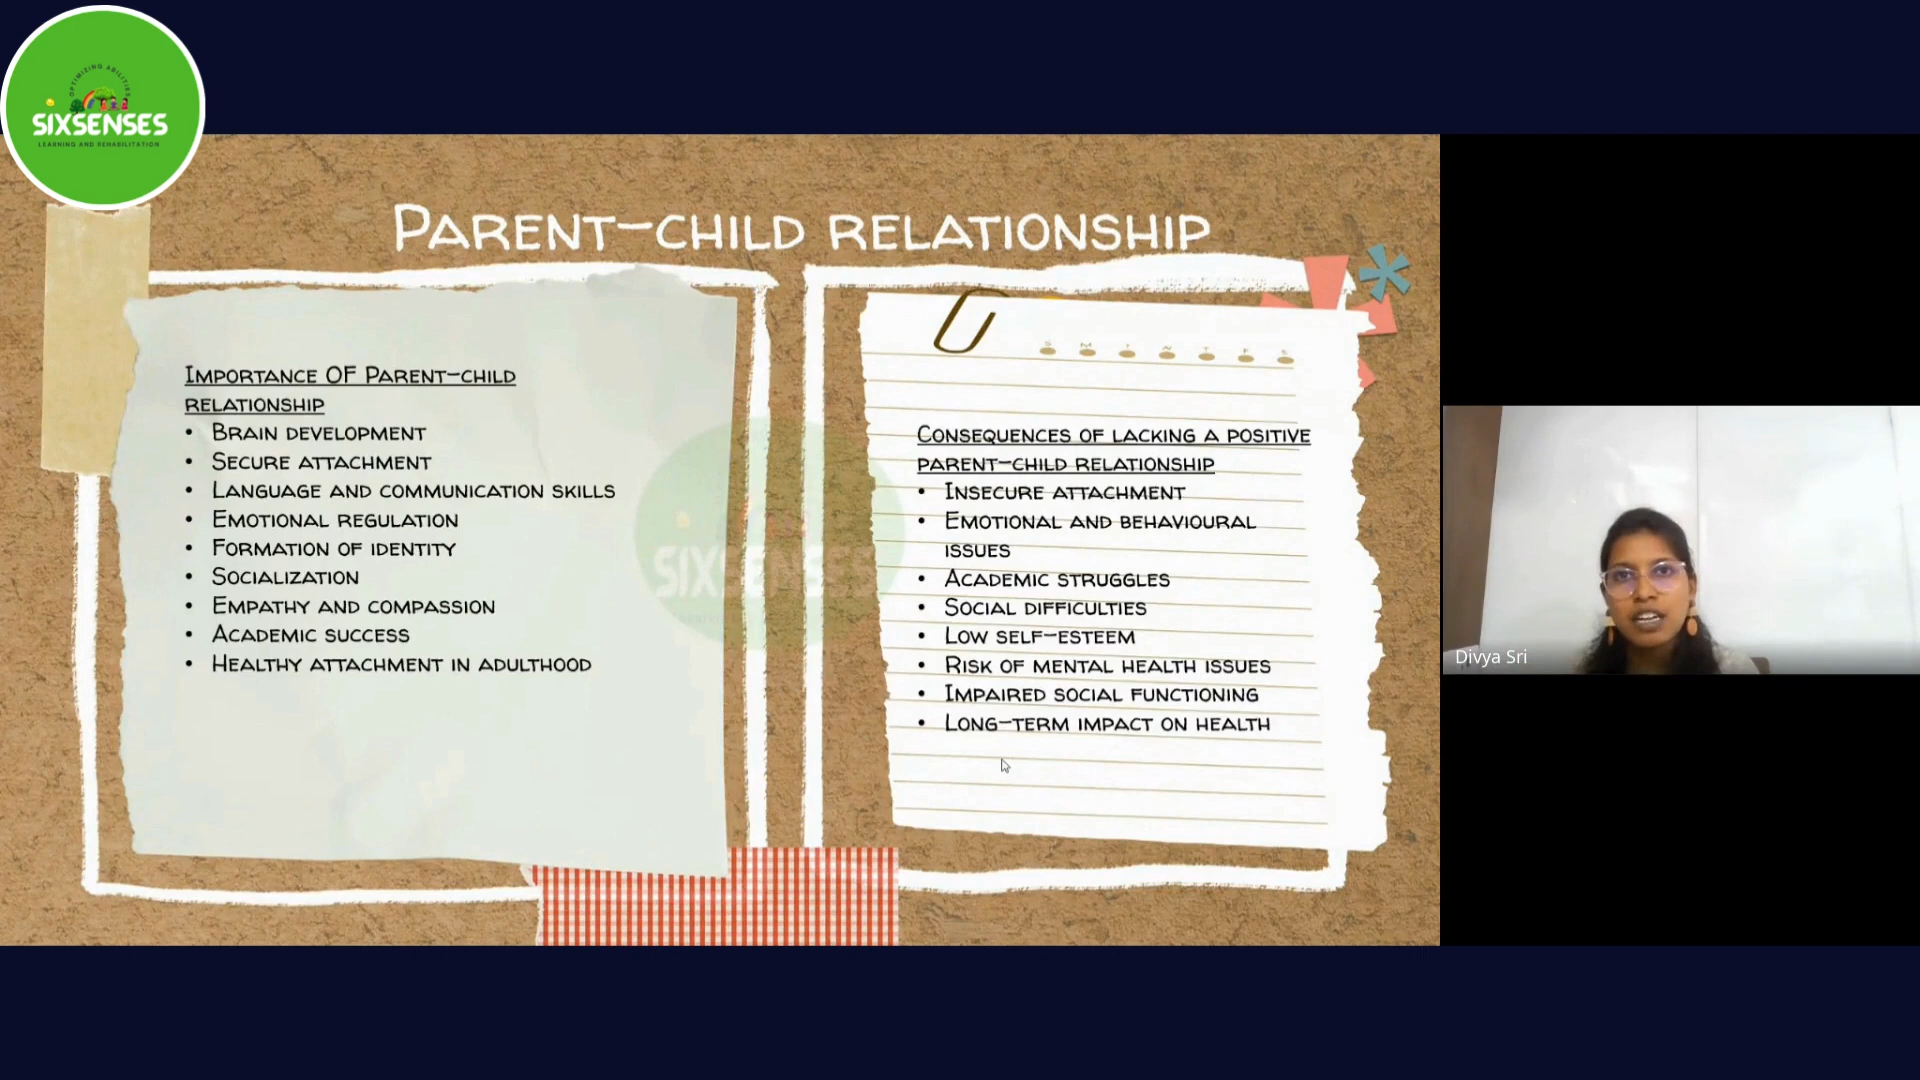 OPTIMIZING ABILITIES
SIXSENSES
LEARNING AND REHABILITATION
Parent-child relationship
Importance OF Parent-child
relationship
• Brain development
• Secure attachment
• Language and communication skills
• Emotional regulation
• Formation of identity
• Socialization
• Empathy and compassion
• Academic success
• Healthy attachment in adulthood
SIXSENSES
S M T W T F S
Consequences of lacking a positive
parent-child relationship
• Insecure attachment
• Emotional and behavioural
issues
• Academic struggles
• Social difficulties
• Low self-esteem
• Risk of mental health issues
• Impaired social functioning
• Long-term impact on health
Divya Sri